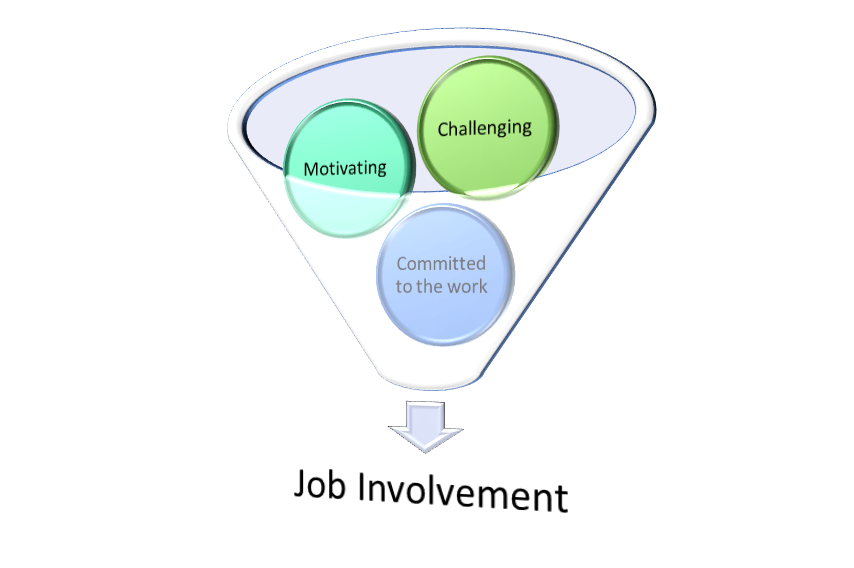 Challenging
Motivating
Committed
to the work
Job Involvement